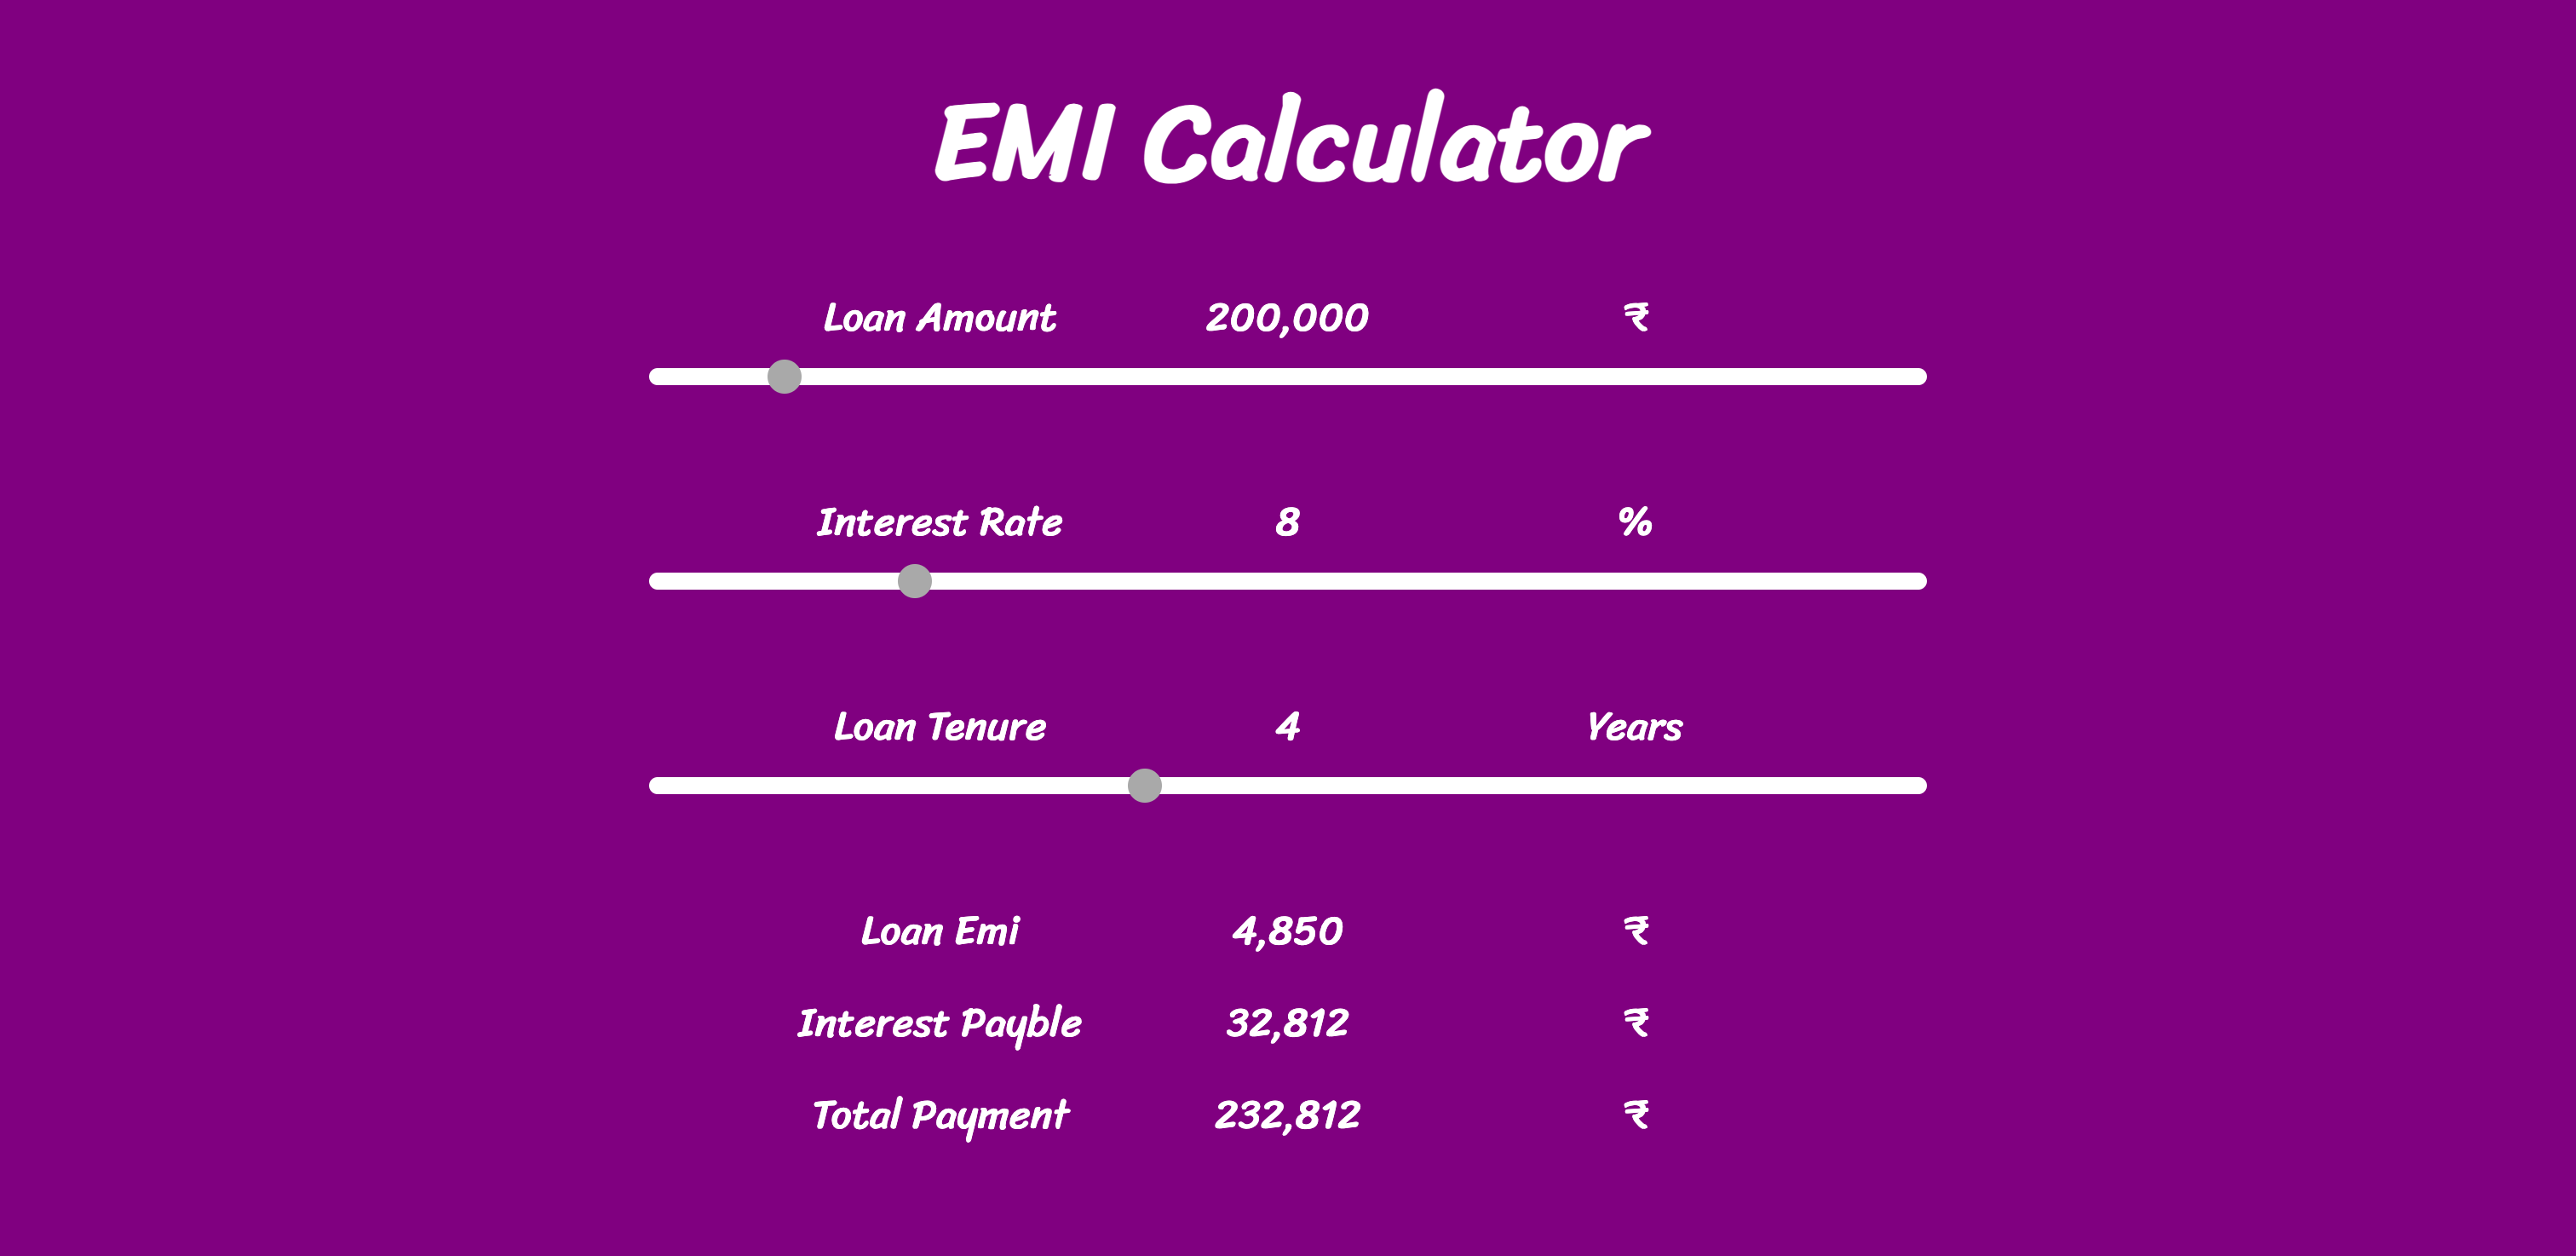 EMI Calculator
Loan Amount 200,000 ₹
Interest Rate 8 %
Loan Tenure 4 Years
Loan Emi 4,850 ₹
Interest Payble 32,812 ₹
Total Payment 232,812 ₹